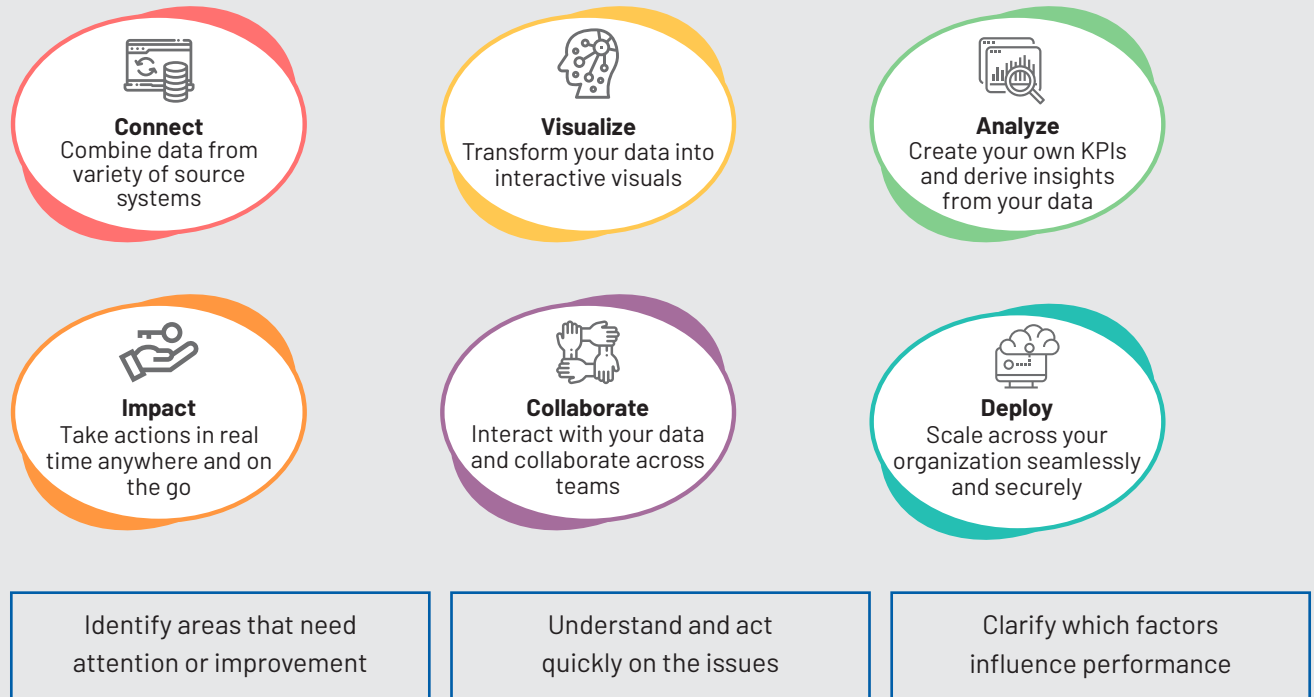 Connect
Combine data from
variety of source
systems
Visualize
Transform your data into
interactive visuals
Analyze
Create your own KPIs
and derive insights
from your data
Impact
Take actions in real
time anywhere and on
the go
Collaborate
Interact with your data
and collaborate across
teams
Deploy
Scale across your
organization seamlessly
and securely
Identify areas that need
attention or improvement
Understand and act
quickly on the issues
Clarify which factors
influence performance